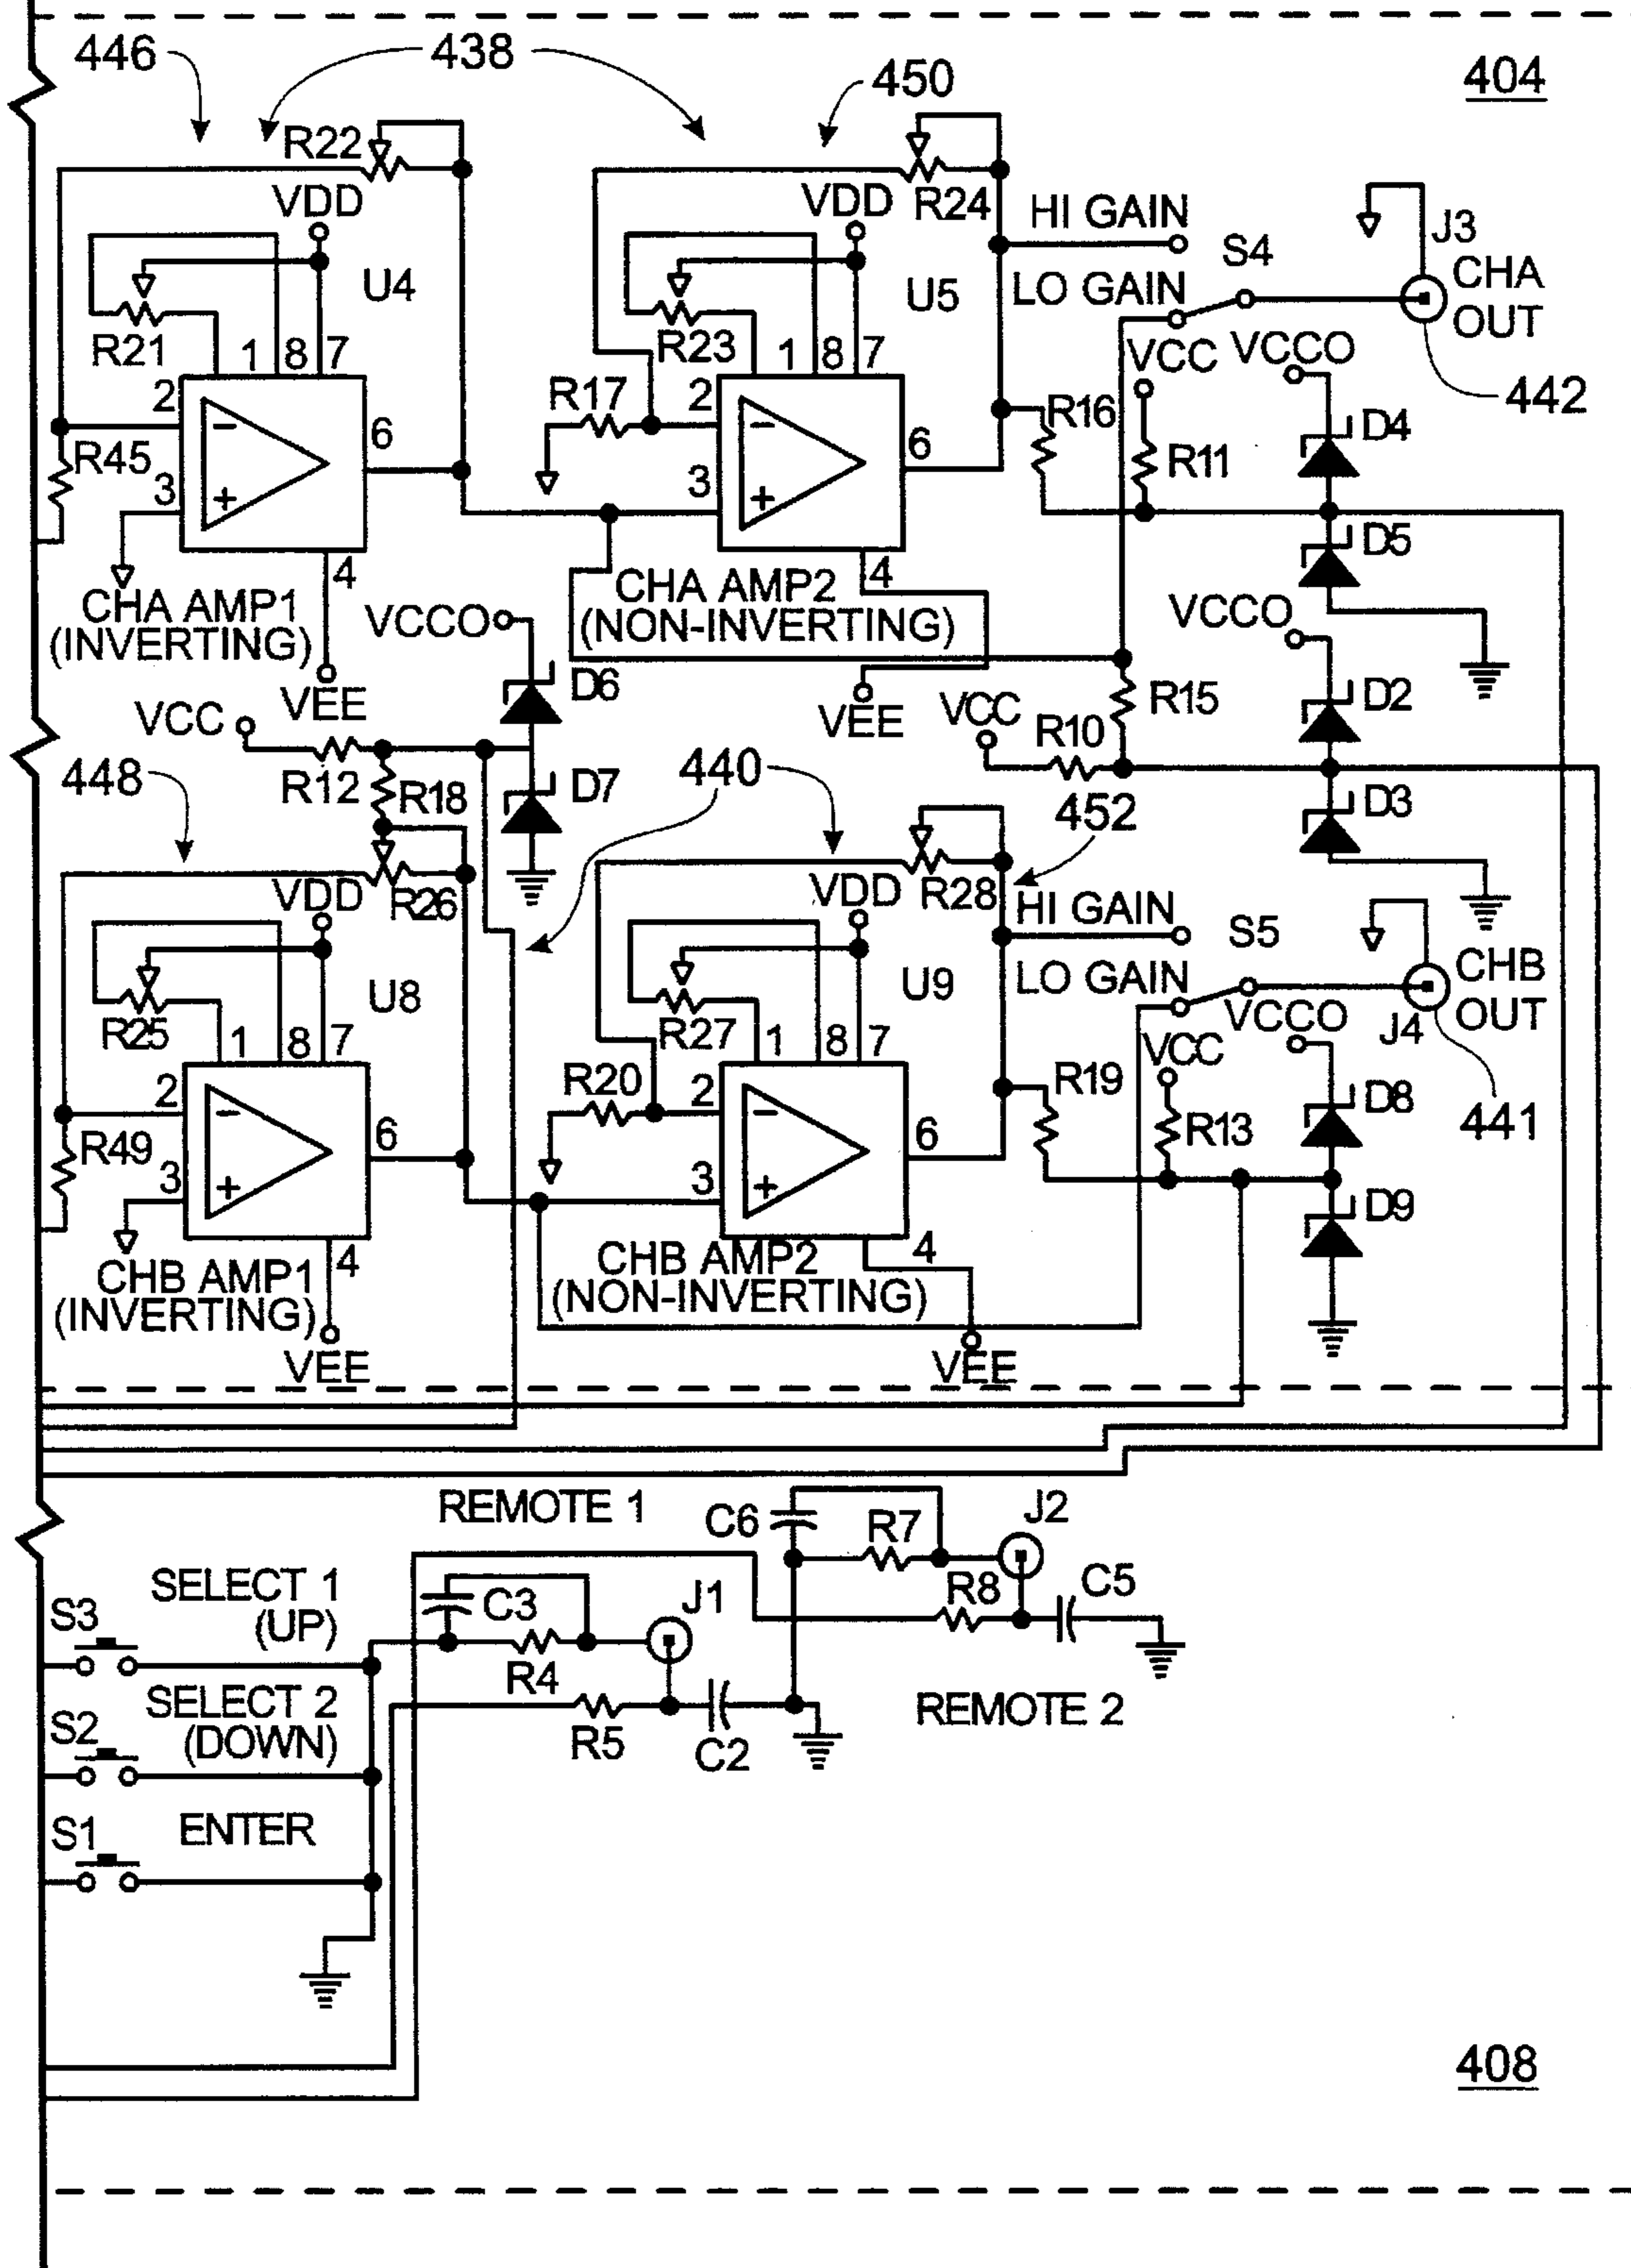 446
438
450
404
R22
VDD
R24
VDD
HI GAIN
J3
CHA
OUT
S4
U4
U5
LO GAIN
R21
1
8
7
R23
1
8
7
VCC
VCCO
442
R17
2
6
2
6
R16
R11
D4
R45
3
3
D5
4
4
CHA AMP1
(INVERTING)
CHA AMP2
(NON-INVERTING)
VCCO
VCCO
D6
VEE
VEE
VCC
VCC
R15
R10
D2
448
R12
R18
D7
440
452
D3
R26
VDD
R28
VDD
HI GAIN
S5
CHB
OUT
U8
U9
LO GAIN
VCCO
J4
R25
1
8
7
R27
1
8
7
VCC
R20
2
6
2
6
R19
R13
D8
441
R49
3
3
D9
4
4
CHB AMP1
(INVERTING)
CHB AMP2
(NON-INVERTING)
VEE
VEE
REMOTE 1
C6
R7
J2
SELECT 1
(UP)
S3
C3
J1
R8
C5
R4
SELECT 2
(DOWN)
S2
R5
C2
REMOTE 2
S1
ENTER
408